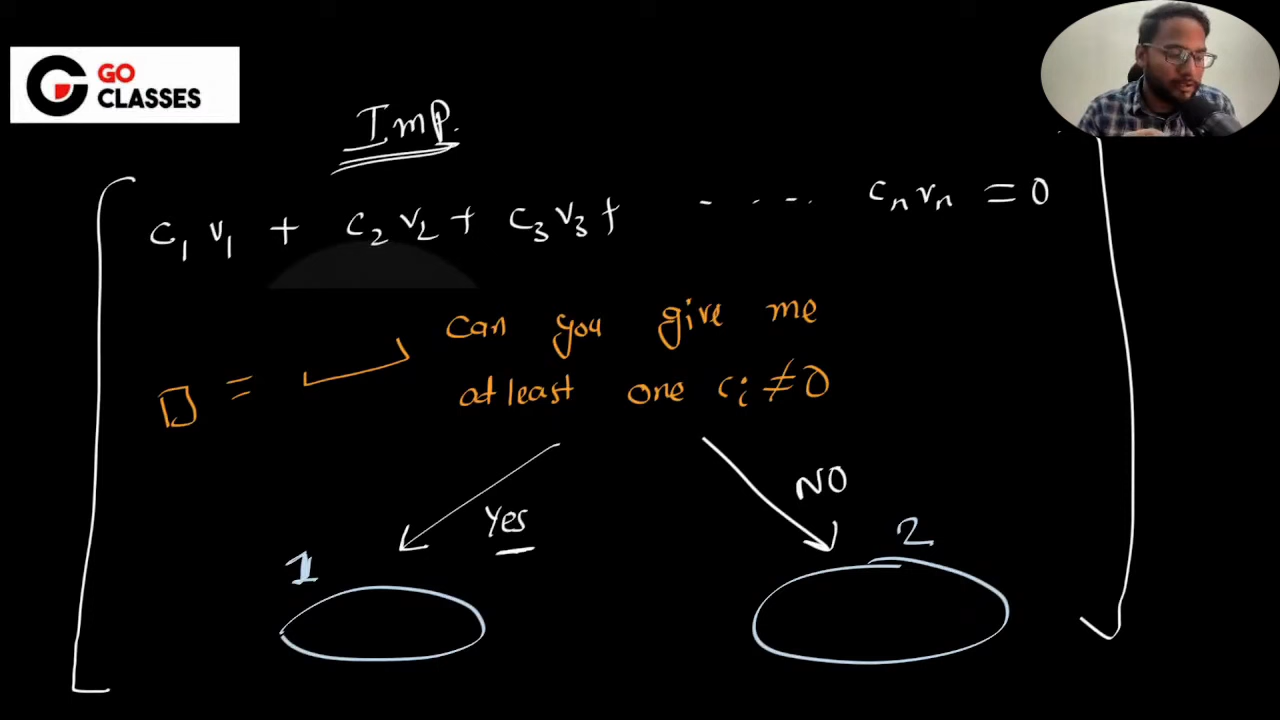 GO
CLASSES
Imp.
c1 v1 + c2 v2 + c3 v3 + - .... cn vn = 0
can you give me
□ = at least one ci ≠ 0
Yes
NO
1
2